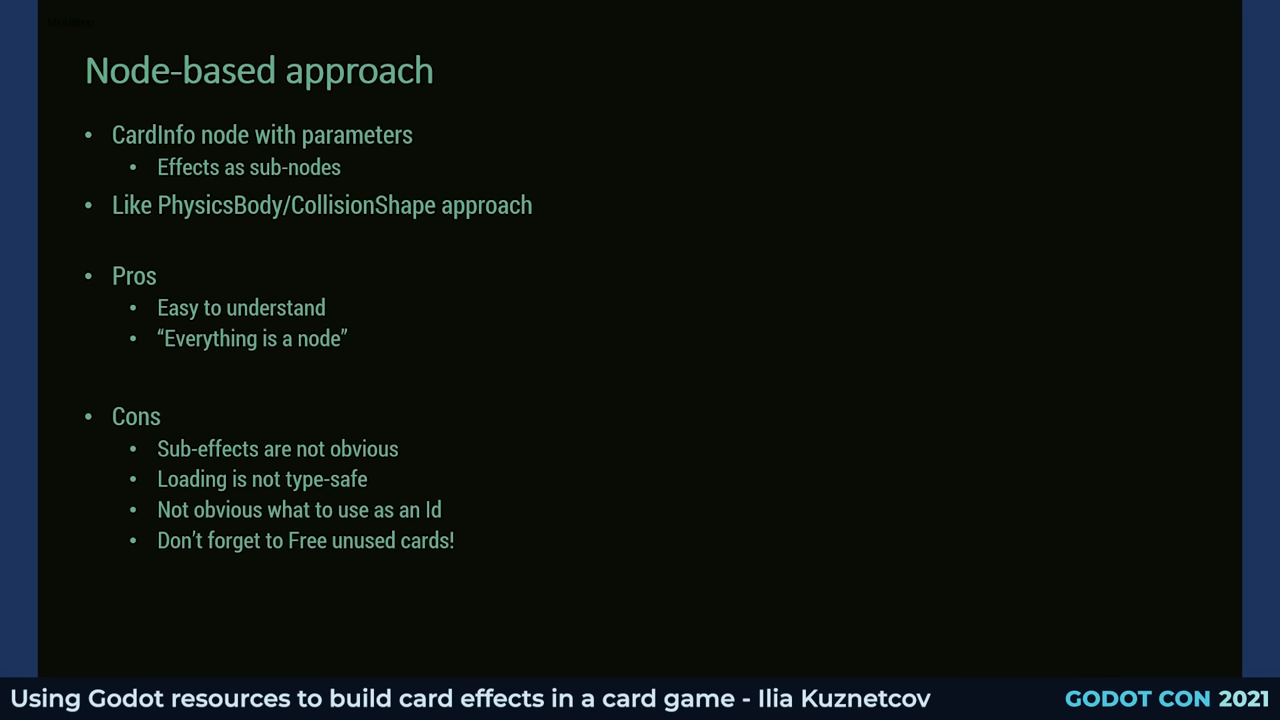 Node-based approach
• CardInfo node with parameters
• Effects as sub-nodes
• Like PhysicsBody/CollisionShape approach
• Pros
• Easy to understand
• “Everything is a node”
• Cons
• Sub-effects are not obvious
• Loading is not type-safe
• Not obvious what to use as an Id
• Don’t forget to Free unused cards!
Using Godot resources to build card effects in a card game - Ilia Kuznetcov
GODOT CON 2021